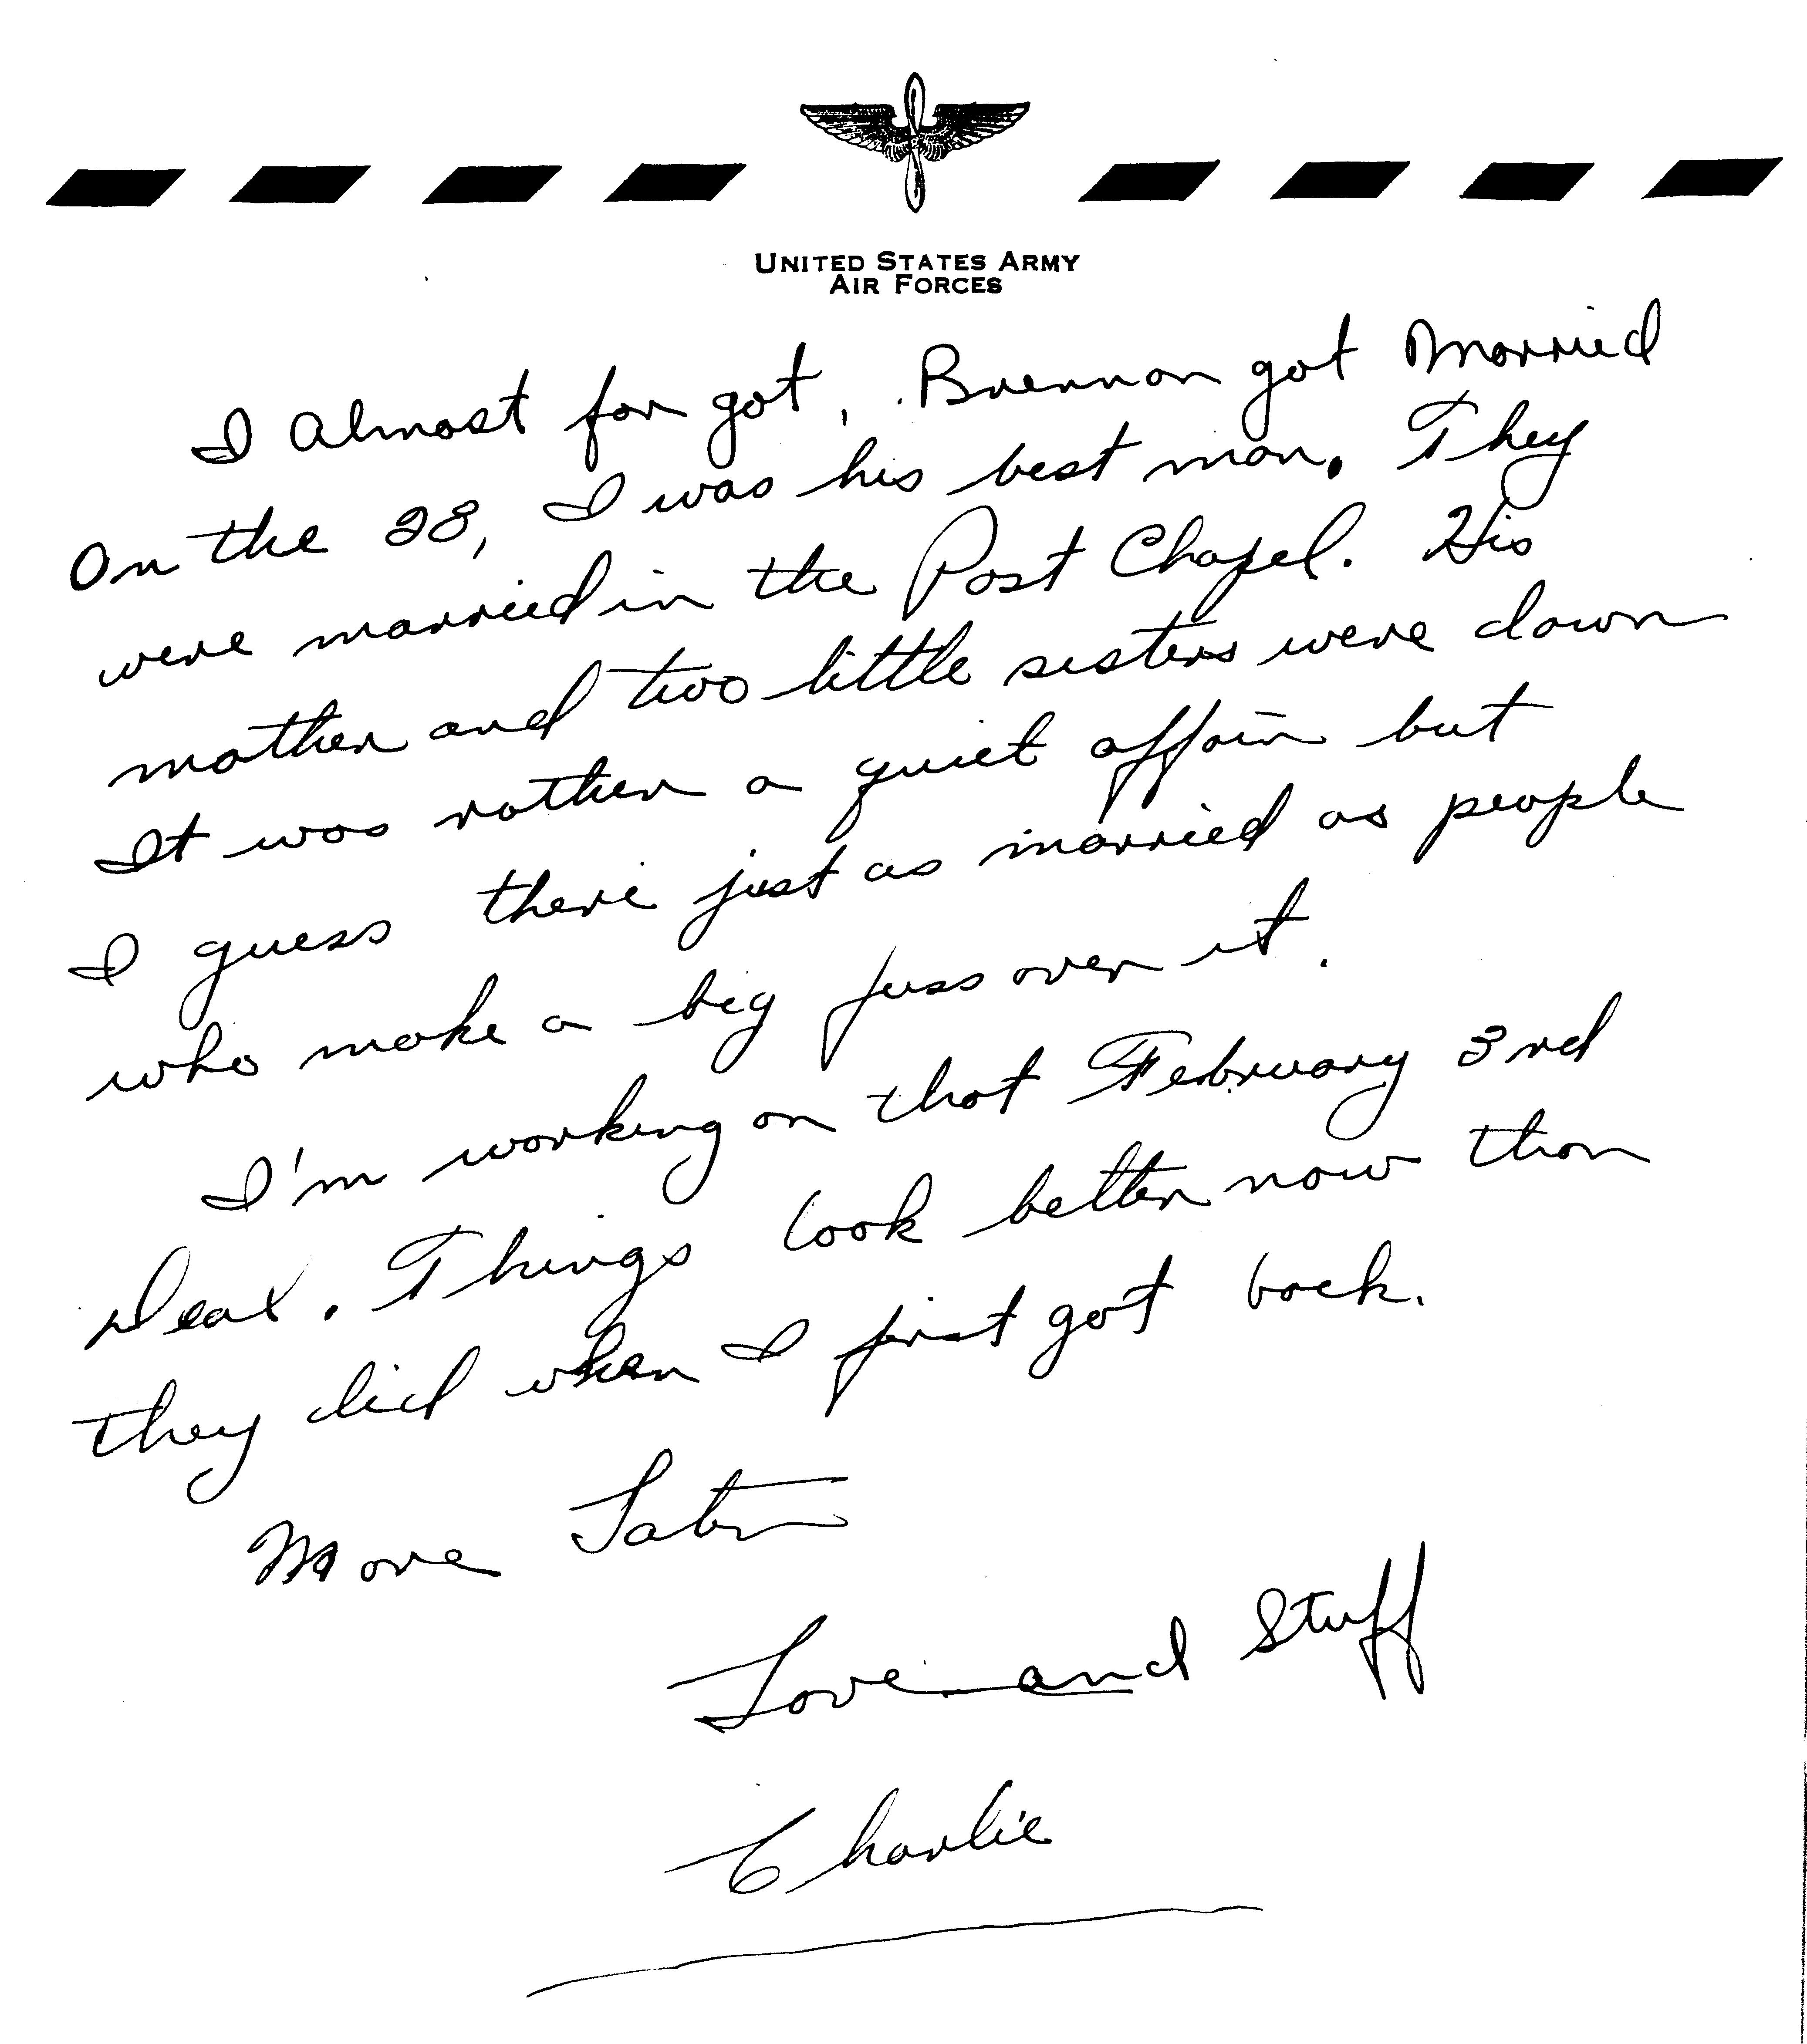 UNITED STATES ARMY
AIR FORCES
I Almost for got, Brennan got Married
On the 28, I was his best man. They
were married in the Post Chapel. His
mother and two little sisters were down
It was rather a quiet affair but
I guess there just as married as people
who make a big fuss over it.
I'm working on that February 3rd
Deal. Things look better now than
they did when I first got back.
More Later
Love and Stuff
Charlie